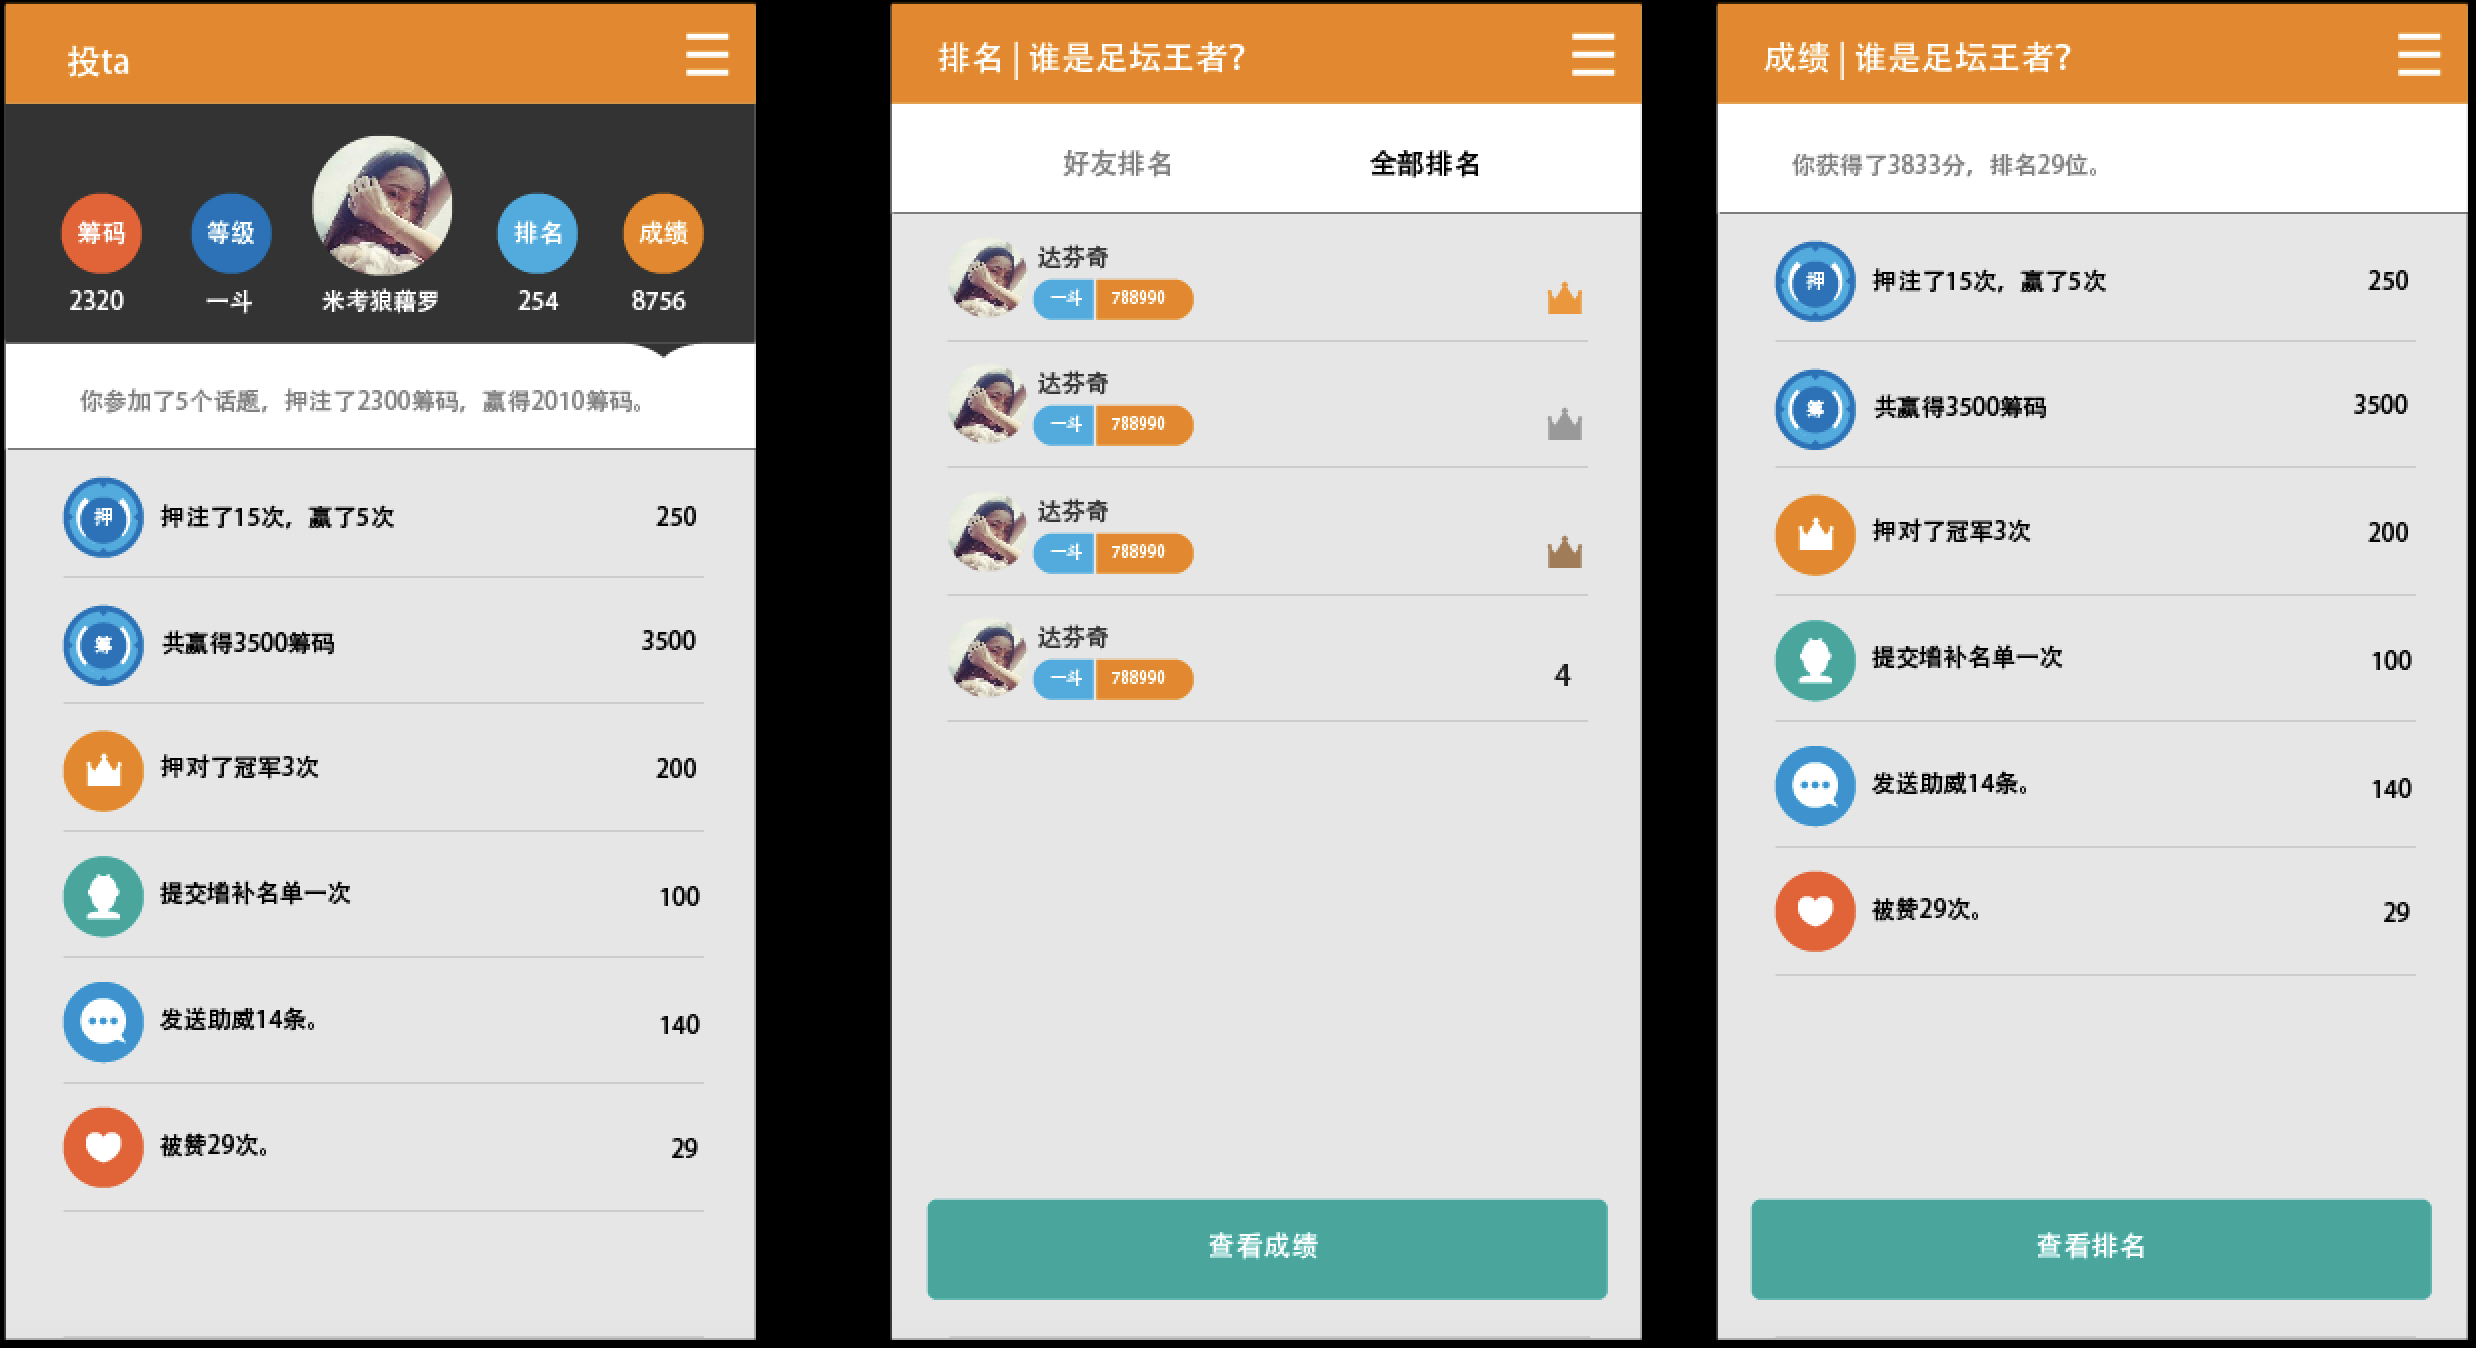 投ta
筹码
等级
排名
成绩
2320
一斗
米考狼藉罗
254
8756
你参加了5个话题，押注了2300筹码，赢得2010筹码。
押
押注了15次，赢了5次
250
筹
共赢得3500筹码
3500
押对了冠军3次
200
提交增补名单一次
100
发送助威14条。
140
被赞29次。
29
排名 | 谁是足坛王者？
好友排名
全部排名
达芬奇
一斗
788990
达芬奇
一斗
788990
达芬奇
一斗
788990
达芬奇
一斗
788990
4
查看成绩
成绩 | 谁是足坛王者？
你获得了3833分，排名29位。
押
押注了15次，赢了5次
250
筹
共赢得3500筹码
3500
押对了冠军3次
200
提交增补名单一次
100
发送助威14条。
140
被赞29次。
29
查看排名